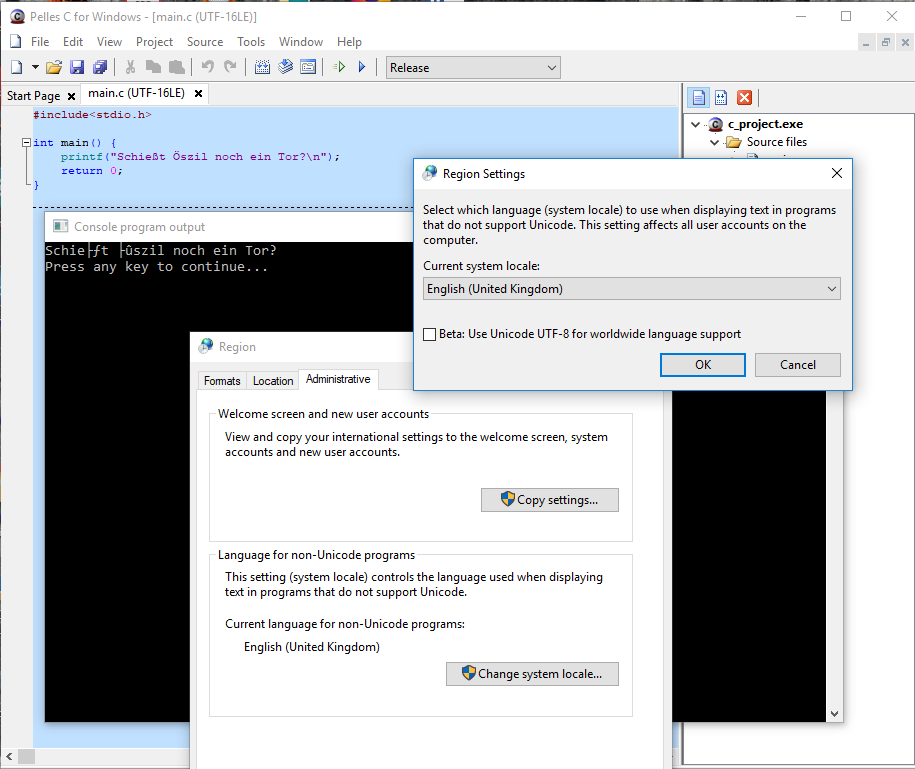 Pelles C for Windows - [main.c (UTF-16LE)]
File Edit View Project Source Tools Window Help
Release
Start Page main.c (UTF-16LE)
#include<stdio.h>
int main() {
printf("Schießt Öszil noch ein Tor?\n");
return 0;
}
c_project.exe
Source files
Console program output
Schie├ƒt ├ûszil noch ein Tor?
Press any key to continue...
Region Settings
Select which language (system locale) to use when displaying text in programs
that do not support Unicode. This setting affects all user accounts on the
computer.
Current system locale:
English (United Kingdom)
Beta: Use Unicode UTF-8 for worldwide language support
OK Cancel
Region
Formats Location Administrative
Welcome screen and new user accounts
View and copy your international settings to the welcome screen, system
accounts and new user accounts.
Copy settings...
Language for non-Unicode programs
This setting (system locale) controls the language used when displaying
text in programs that do not support Unicode.
Current language for non-Unicode programs:
English (United Kingdom)
Change system locale...